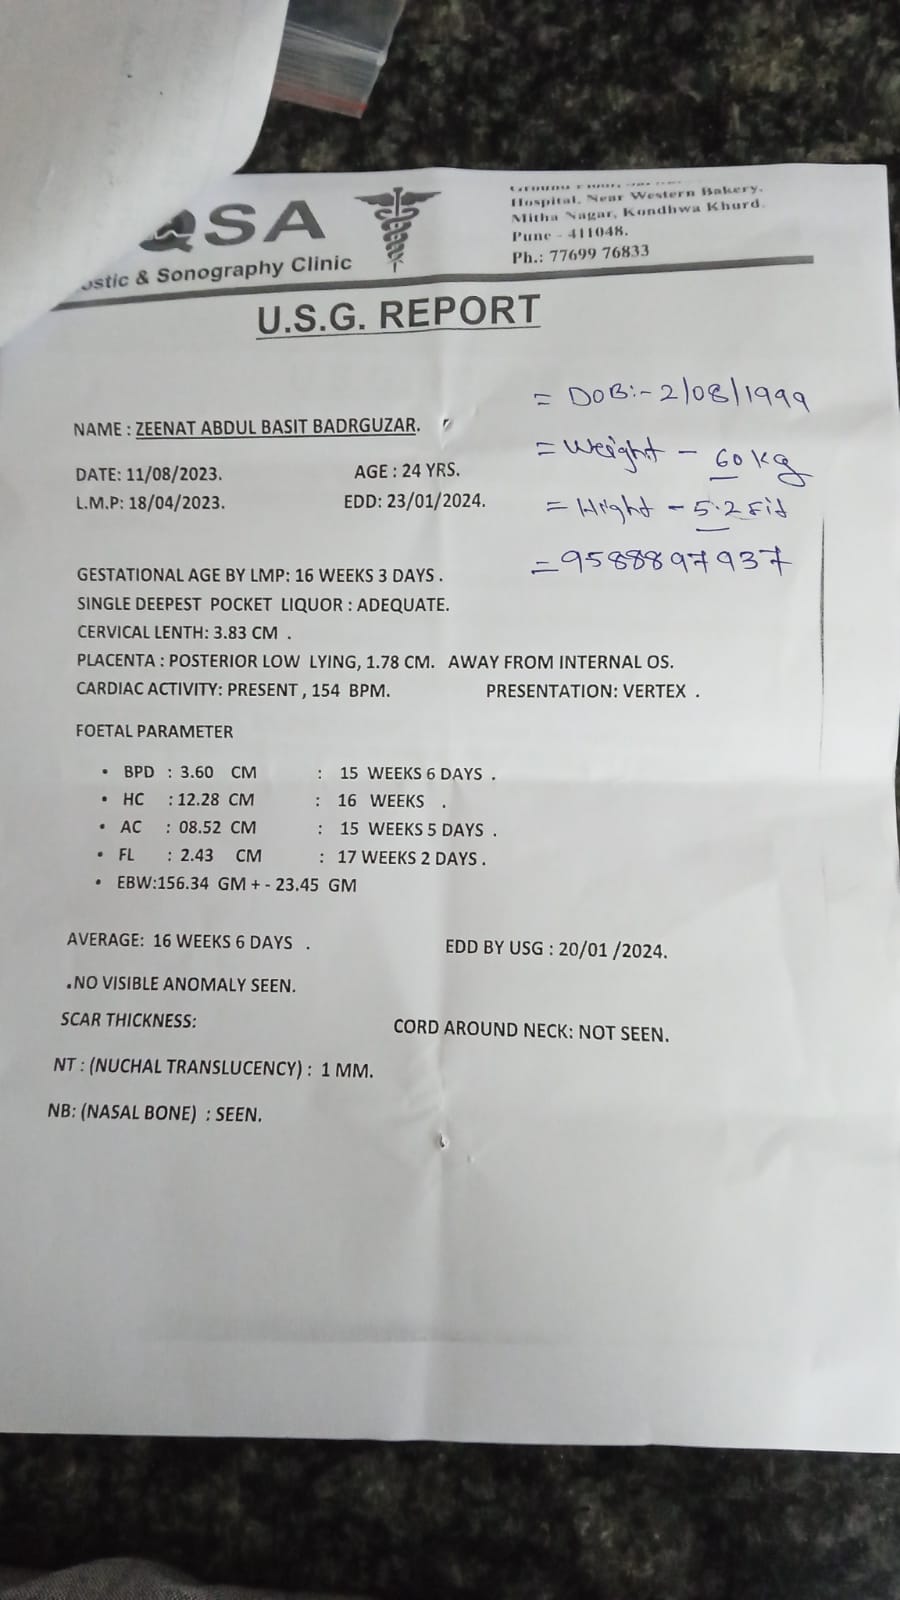 QSA
ostic & Sonography Clinic
Hospital, Near Western Bakery,
Mitha Nagar, Kondhwa Khurd.
Pune - 411048.
Ph.: 77699 76833
U.S.G. REPORT
= DOB:- 2/08/1999
NAME : ZEENAT ABDUL BASIT BADRGUZAR.
= Weight - 60 kg
DATE: 11/08/2023. AGE : 24 YRS.
L.M.P: 18/04/2023. EDD: 23/01/2024.
= Hight - 5.2 Fit
= 9588897937
GESTATIONAL AGE BY LMP: 16 WEEKS 3 DAYS .
SINGLE DEEPEST POCKET LIQUOR : ADEQUATE.
CERVICAL LENTH: 3.83 CM .
PLACENTA : POSTERIOR LOW LYING, 1.78 CM. AWAY FROM INTERNAL OS.
CARDIAC ACTIVITY: PRESENT , 154 BPM. PRESENTATION: VERTEX .
FOETAL PARAMETER
• BPD : 3.60 CM : 15 WEEKS 6 DAYS .
• HC : 12.28 CM : 16 WEEKS .
• AC : 08.52 CM : 15 WEEKS 5 DAYS .
• FL : 2.43 CM : 17 WEEKS 2 DAYS .
• EBW:156.34 GM + - 23.45 GM
AVERAGE: 16 WEEKS 6 DAYS . EDD BY USG : 20/01 /2024.
.NO VISIBLE ANOMALY SEEN.
SCAR THICKNESS: CORD AROUND NECK: NOT SEEN.
NT : (NUCHAL TRANSLUCENCY) : 1 MM.
NB: (NASAL BONE) : SEEN.